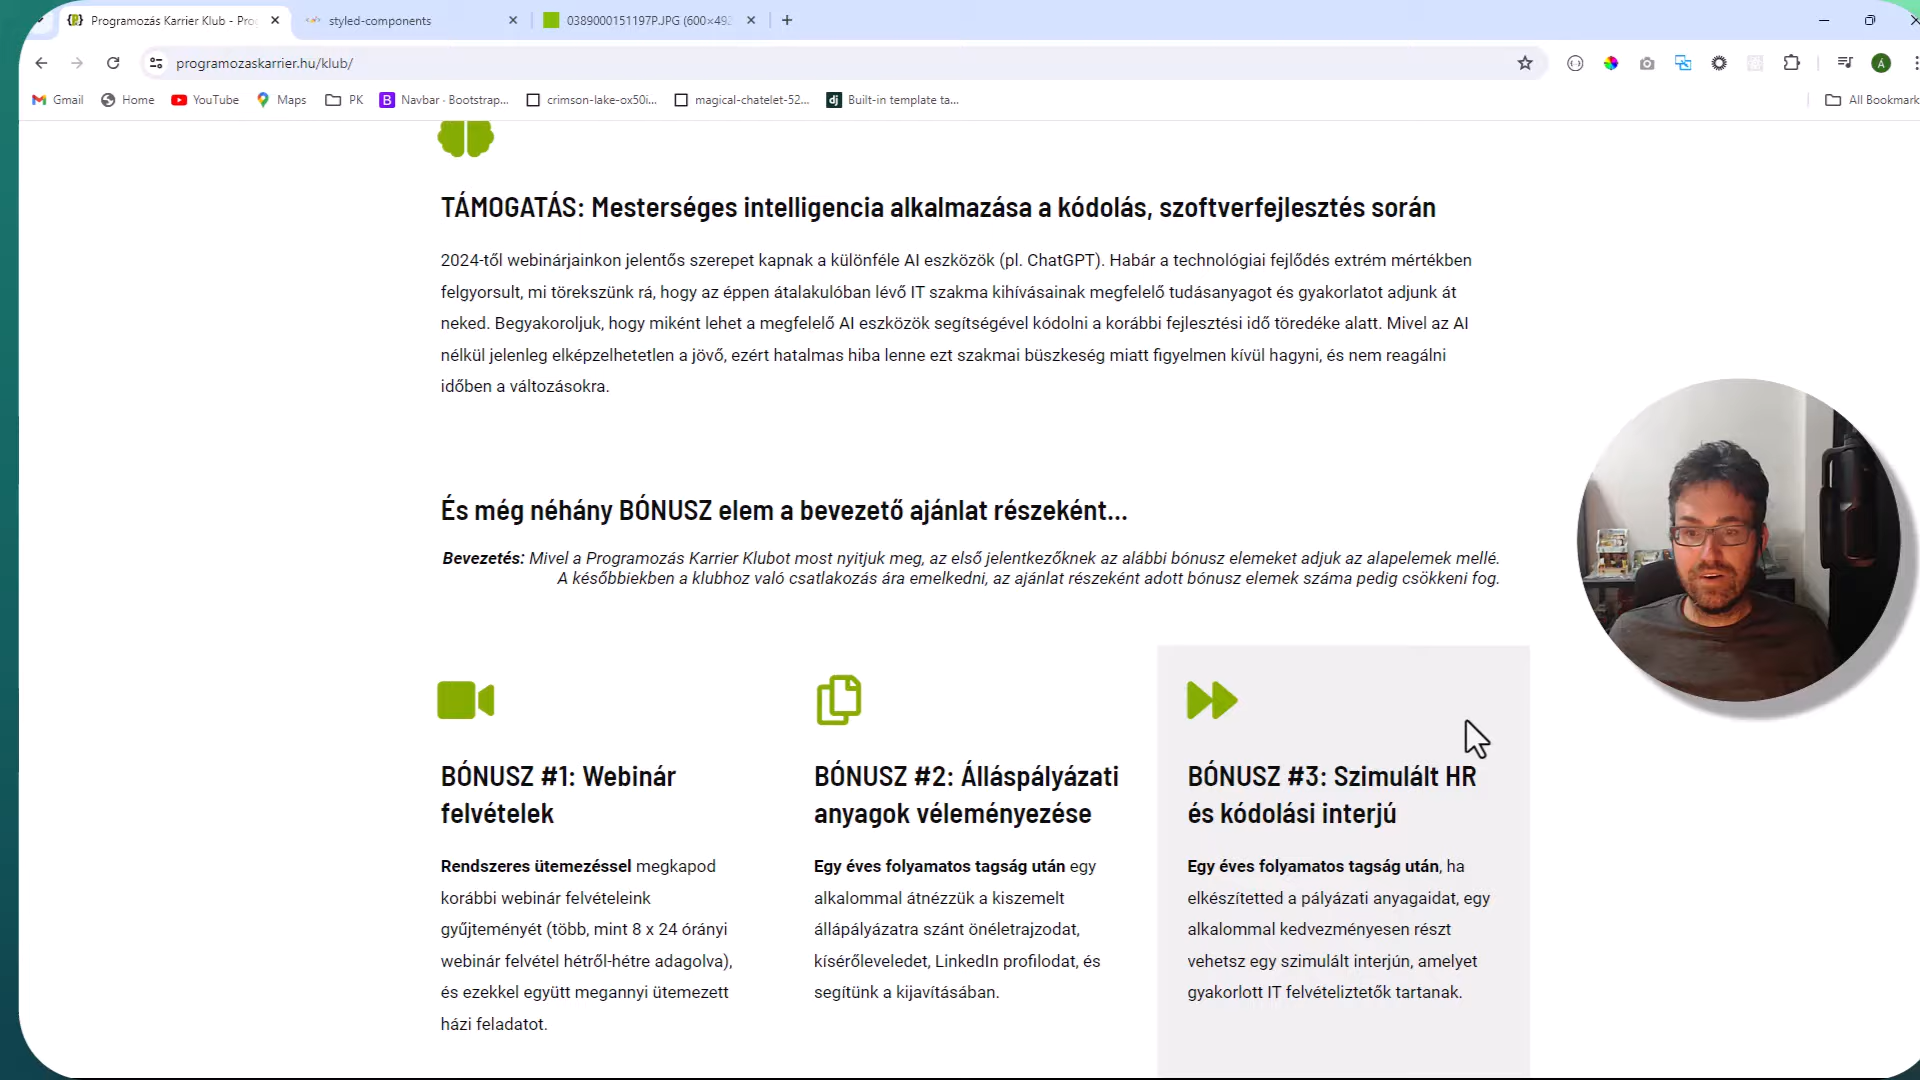 Programozás Karrier Klub - Pro
styled-components
0389000151197P.JPG (600×492
programozaskarrier.hu/klub/
Á
Gmail
Home
YouTube
Maps
PK
B
Navbar · Bootstrap...
crimson-lake-ox50i...
magical-chatelet-52...
dj
Built-in template ta...
All Bookmark
TÁMOGATÁS: Mesterséges intelligencia alkalmazása a kódolás, szoftverfejlesztés során
2024-től webinárjainkon jelentős szerepet kapnak a különféle AI eszközök (pl. ChatGPT). Habár a technológiai fejlődés extrém mértékben
felgyorsult, mi törekszünk rá, hogy az éppen átalakulóban lévő IT szakma kihívásainak megfelelő tudásanyagot és gyakorlatot adjunk át
neked. Begyakoroljuk, hogy miként lehet a megfelelő AI eszközök segítségével kódolni a korábbi fejlesztési idő töredéke alatt. Mivel az AI
nélkül jelenleg elképzelhetetlen a jövő, ezért hatalmas hiba lenne ezt szakmai büszkeség miatt figyelmen kívül hagyni, és nem reagálni
időben a változásokra.
És még néhány BÓNUSZ elem a bevezető ajánlat részeként...
Bevezetés: Mivel a Programozás Karrier Klubot most nyitjuk meg, az első jelentkezőknek az alábbi bónusz elemeket adjuk az alapelemek mellé.
A későbbiekben a klubhoz való csatlakozás ára emelkedni, az ajánlat részeként adott bónusz elemek száma pedig csökkeni fog.
BÓNUSZ #1: Webinár
felvételek
Rendszeres ütemezéssel megkapod
korábbi webinár felvételeink
gyűjteményét (több, mint 8 x 24 órányi
webinár felvétel hétről-hétre adagolva),
és ezekkel együtt megannyi ütemezett
házi feladatot.
BÓNUSZ #2: Álláspályázati
anyagok véleményezése
Egy éves folyamatos tagság után egy
alkalommal átnézzük a kiszemelt
állápályázatra szánt önéletrajzodat,
kísérőleveledet, LinkedIn profilodat, és
segítünk a kijavításában.
BÓNUSZ #3: Szimulált HR
és kódolási interjú
Egy éves folyamatos tagság után, ha
elkészítetted a pályázati anyagaidat, egy
alkalommal kedvezményesen részt
vehetsz egy szimulált interjún, amelyet
gyakorlott IT felvételiztetők tartanak.